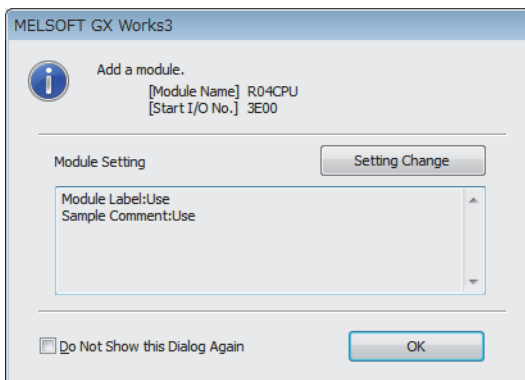 MELSOFT GX Works3
Add a module.
[Module Name] R04CPU
[Start I/O No.] 3E00
Module Setting
Setting Change
Module Label:Use
Sample Comment:Use
Do Not Show this Dialog Again
OK